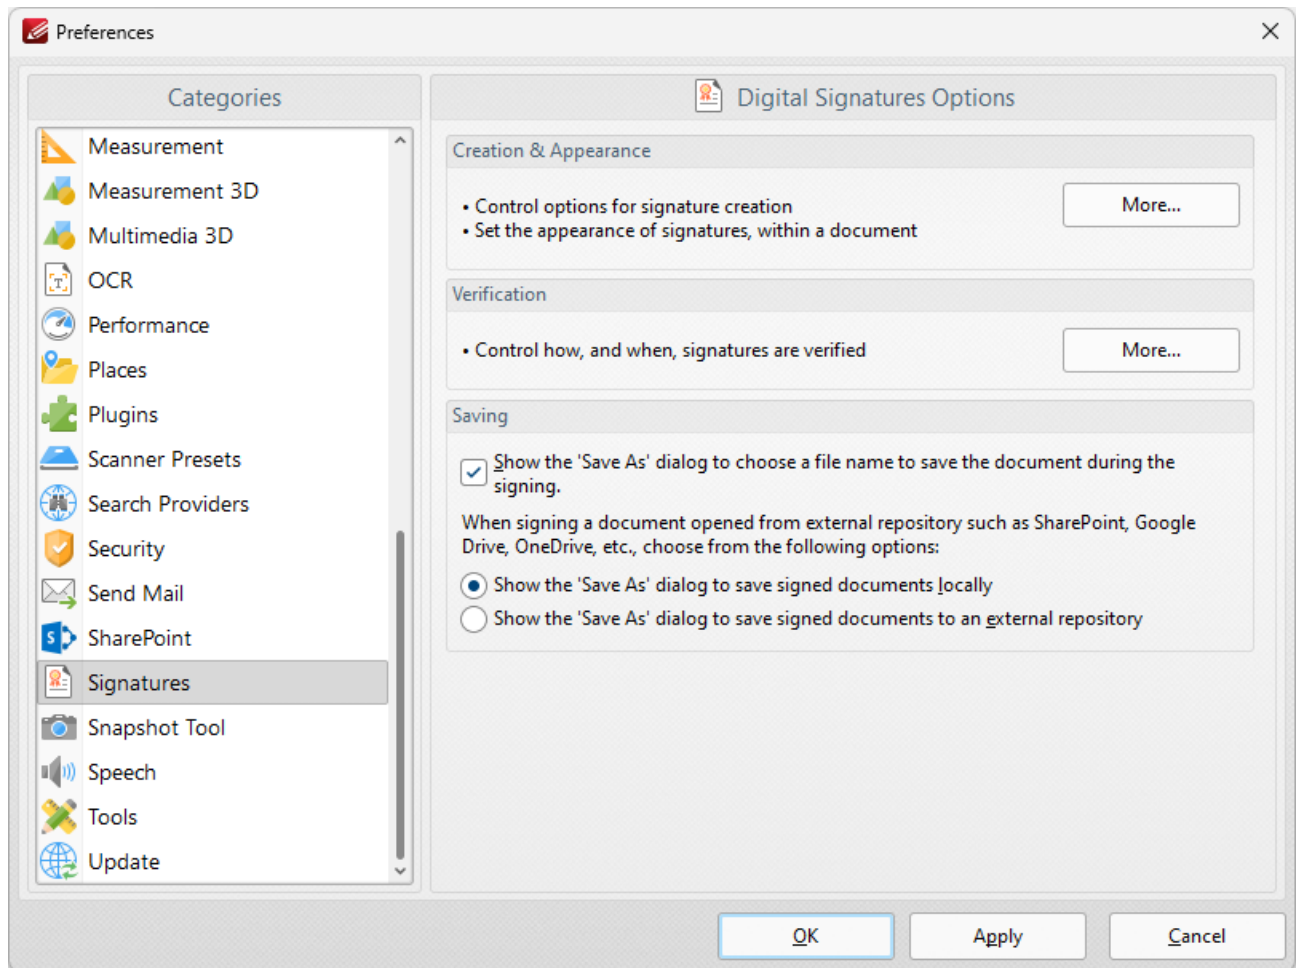 Preferences
Categories
Measurement
Measurement 3D
Multimedia 3D
OCR
Performance
Places
Plugins
Scanner Presets
Search Providers
Security
Send Mail
SharePoint
Signatures
Snapshot Tool
Speech
Tools
Update
Digital Signatures Options
Creation & Appearance
• Control options for signature creation
• Set the appearance of signatures, within a document
More...
Verification
• Control how, and when, signatures are verified
More...
Saving
Show the 'Save As' dialog to choose a file name to save the document during the
signing.
When signing a document opened from external repository such as SharePoint, Google
Drive, OneDrive, etc., choose from the following options:
Show the 'Save As' dialog to save signed documents locally
Show the 'Save As' dialog to save signed documents to an external repository
OK
Apply
Cancel